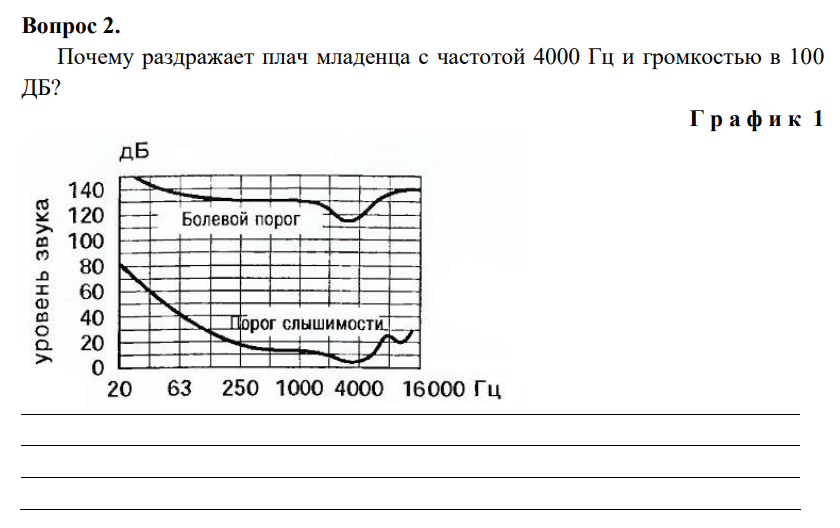 Вопрос 2.
Почему раздражает плач младенца с частотой 4000 Гц и громкостью в 100
ДБ?
График 1
дБ
уровень звука
140
120
100
80
60
40
20
0
Болевой порог
Порог слышимости
20 63 250 1000 4000 16000 Гц